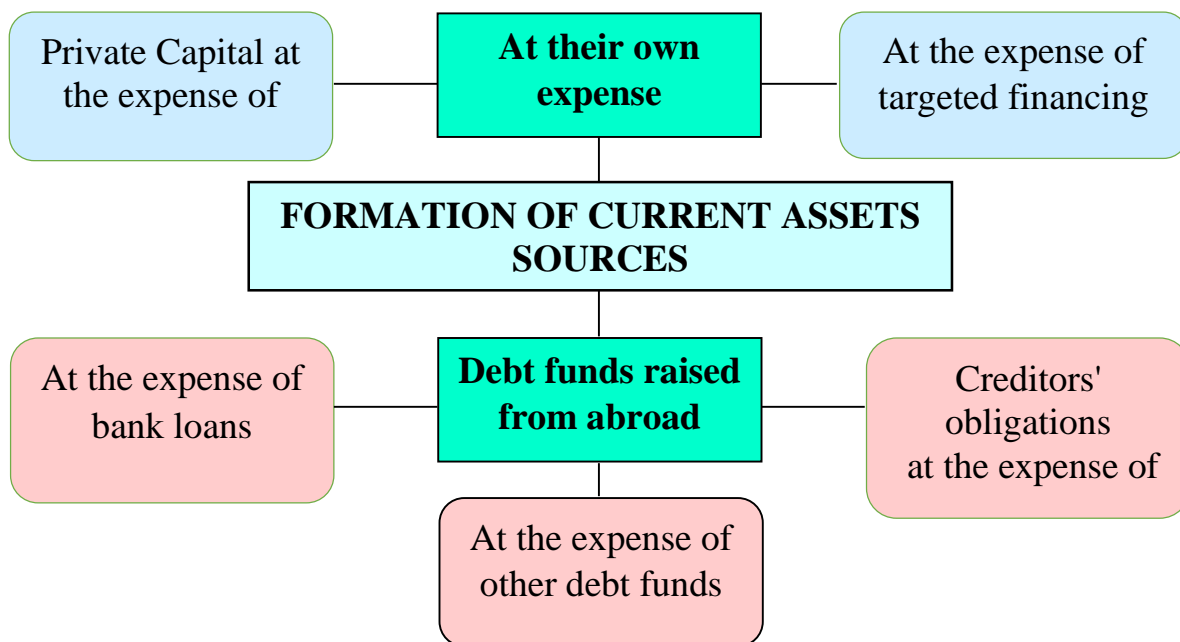 Private Capital at
the expense of
At their own
expense
At the expense of
targeted financing
FORMATION OF CURRENT ASSETS
SOURCES
At the expense of
bank loans
Debt funds raised
from abroad
Creditors'
obligations
at the expense of
At the expense of
other debt funds